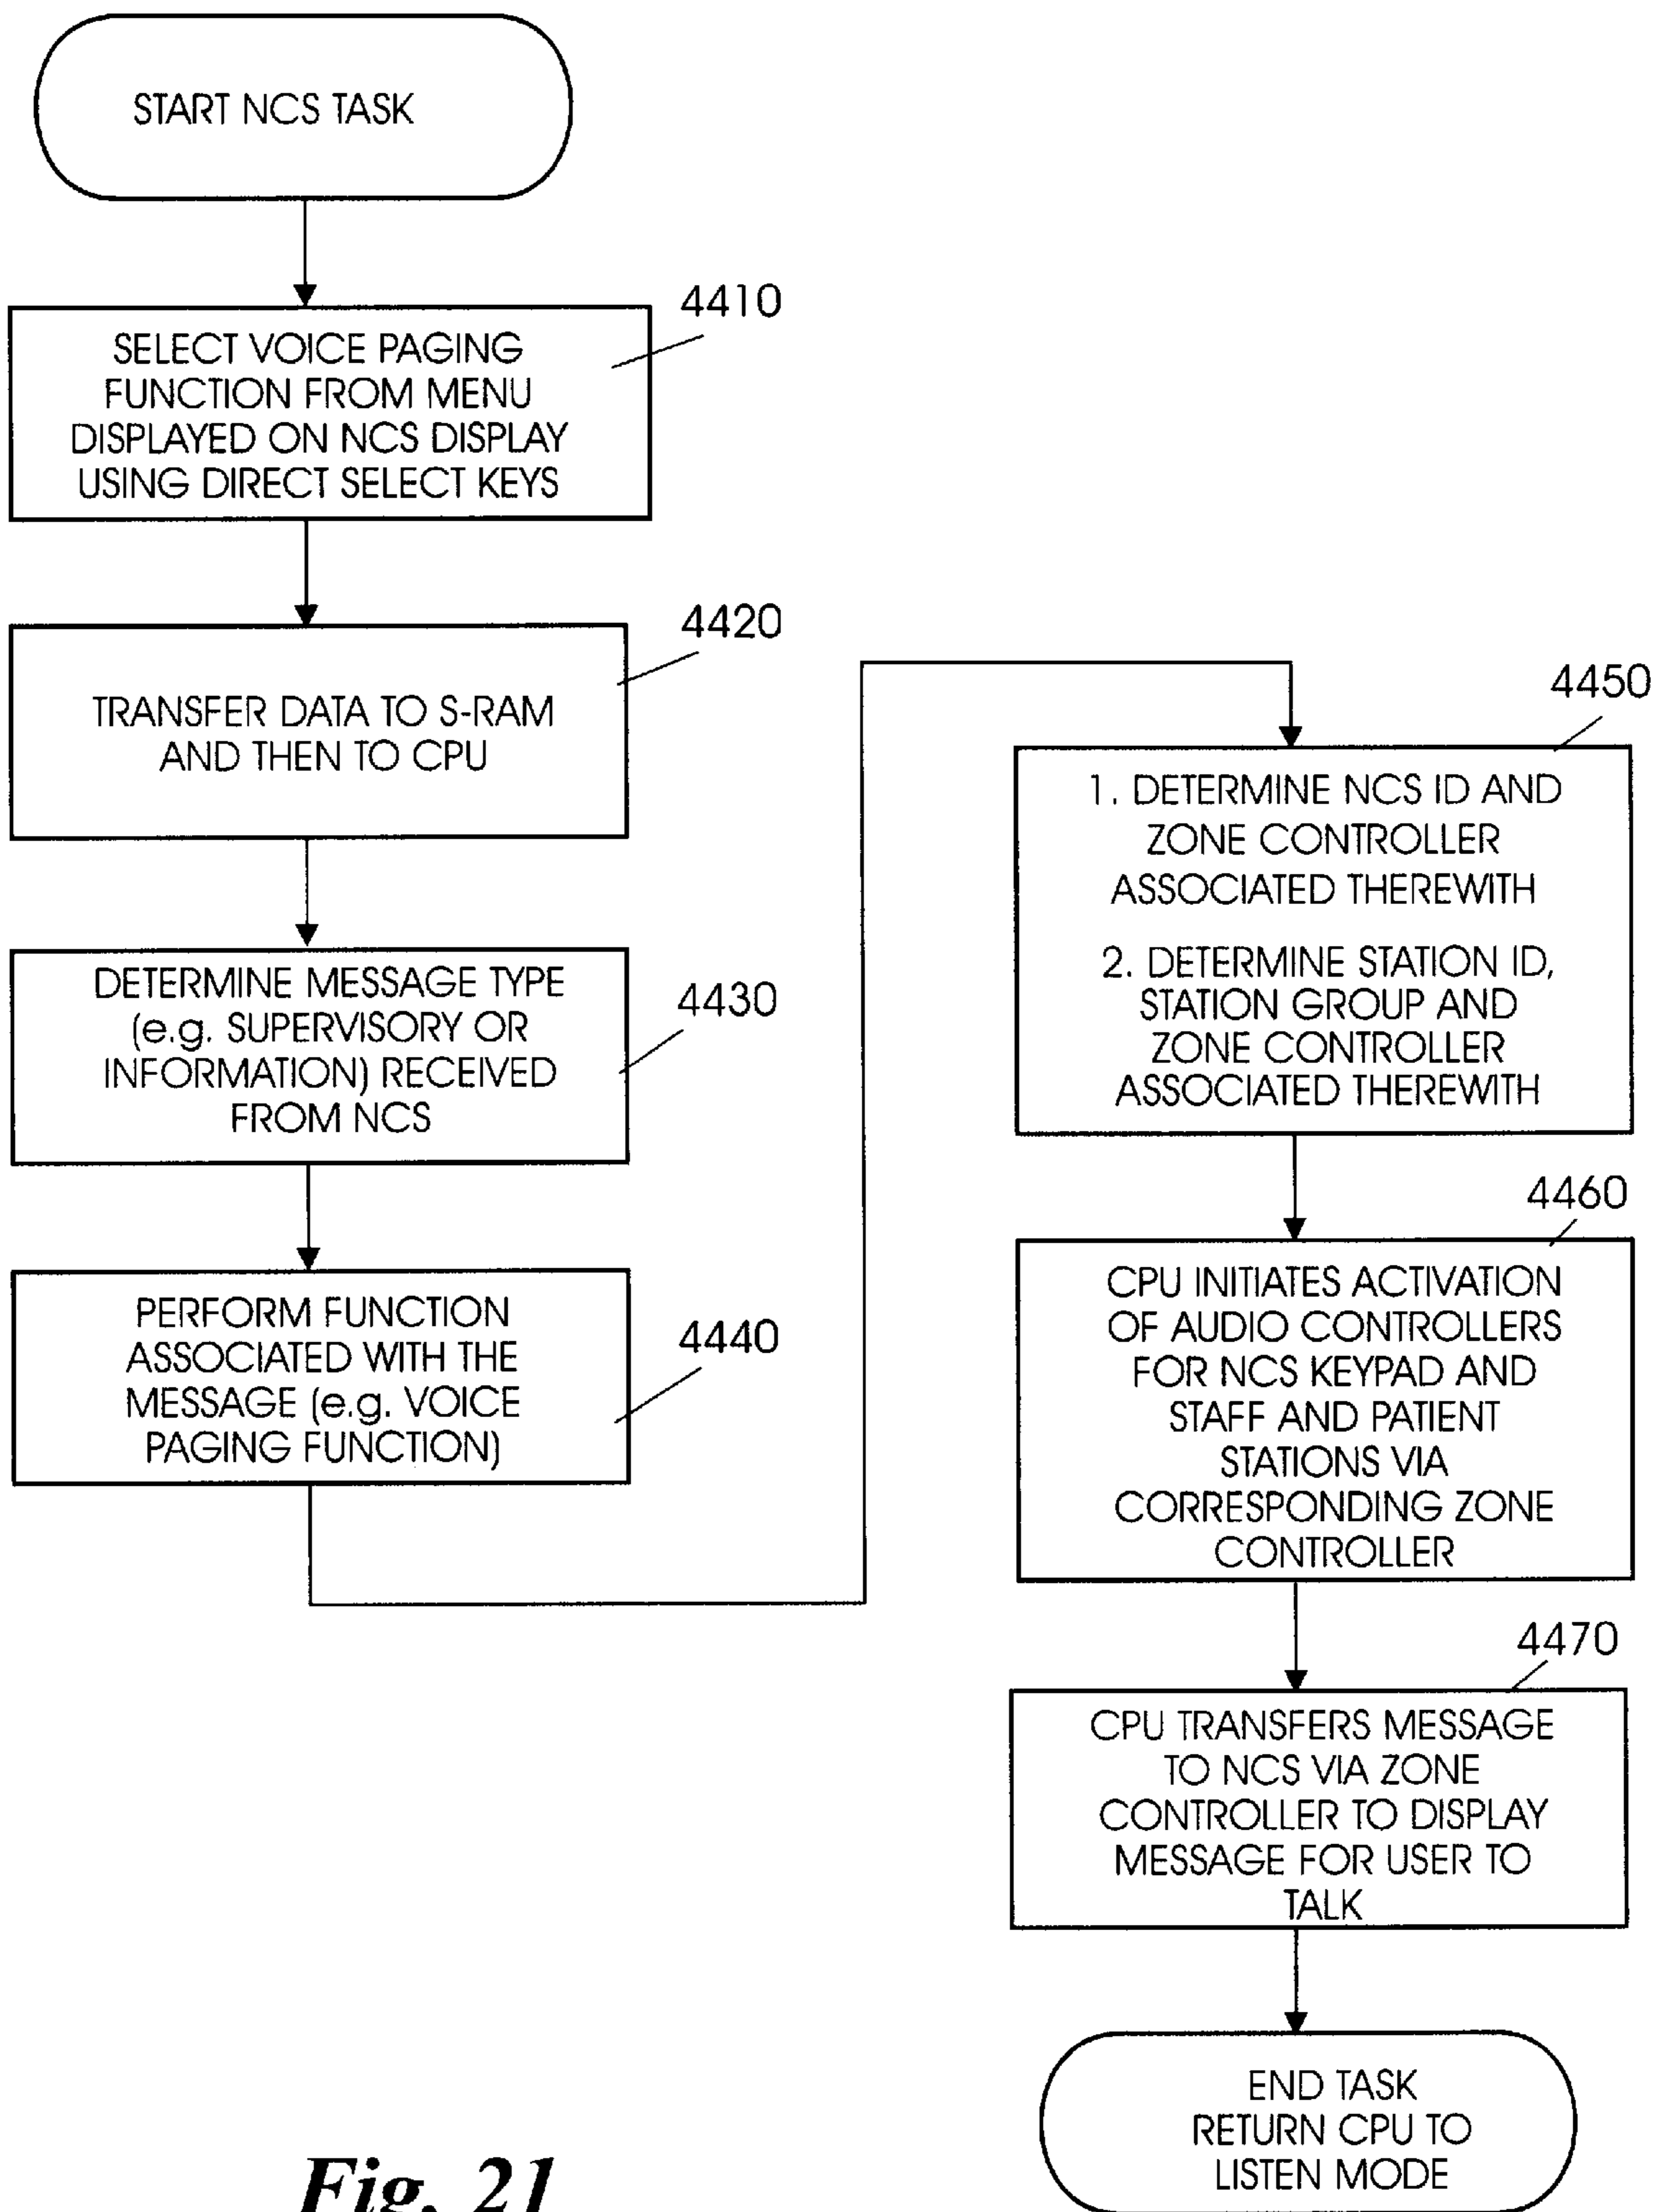 START NCS TASK
4410
SELECT VOICE PAGING
FUNCTION FROM MENU
DISPLAYED ON NCS DISPLAY
USING DIRECT SELECT KEYS
4420
TRANSFER DATA TO S-RAM
AND THEN TO CPU
4430
DETERMINE MESSAGE TYPE
(e.g. SUPERVISORY OR
INFORMATION) RECEIVED
FROM NCS
4440
PERFORM FUNCTION
ASSOCIATED WITH THE
MESSAGE (e.g. VOICE
PAGING FUNCTION)
4450
1. DETERMINE NCS ID AND
ZONE CONTROLLER
ASSOCIATED THEREWITH
2. DETERMINE STATION ID,
STATION GROUP AND
ZONE CONTROLLER
ASSOCIATED THEREWITH
4460
CPU INITIATES ACTIVATION
OF AUDIO CONTROLLERS
FOR NCS KEYPAD AND
STAFF AND PATIENT
STATIONS VIA
CORRESPONDING ZONE
CONTROLLER
4470
CPU TRANSFERS MESSAGE
TO NCS VIA ZONE
CONTROLLER TO DISPLAY
MESSAGE FOR USER TO
TALK
END TASK
RETURN CPU TO
LISTEN MODE
Fig. 21